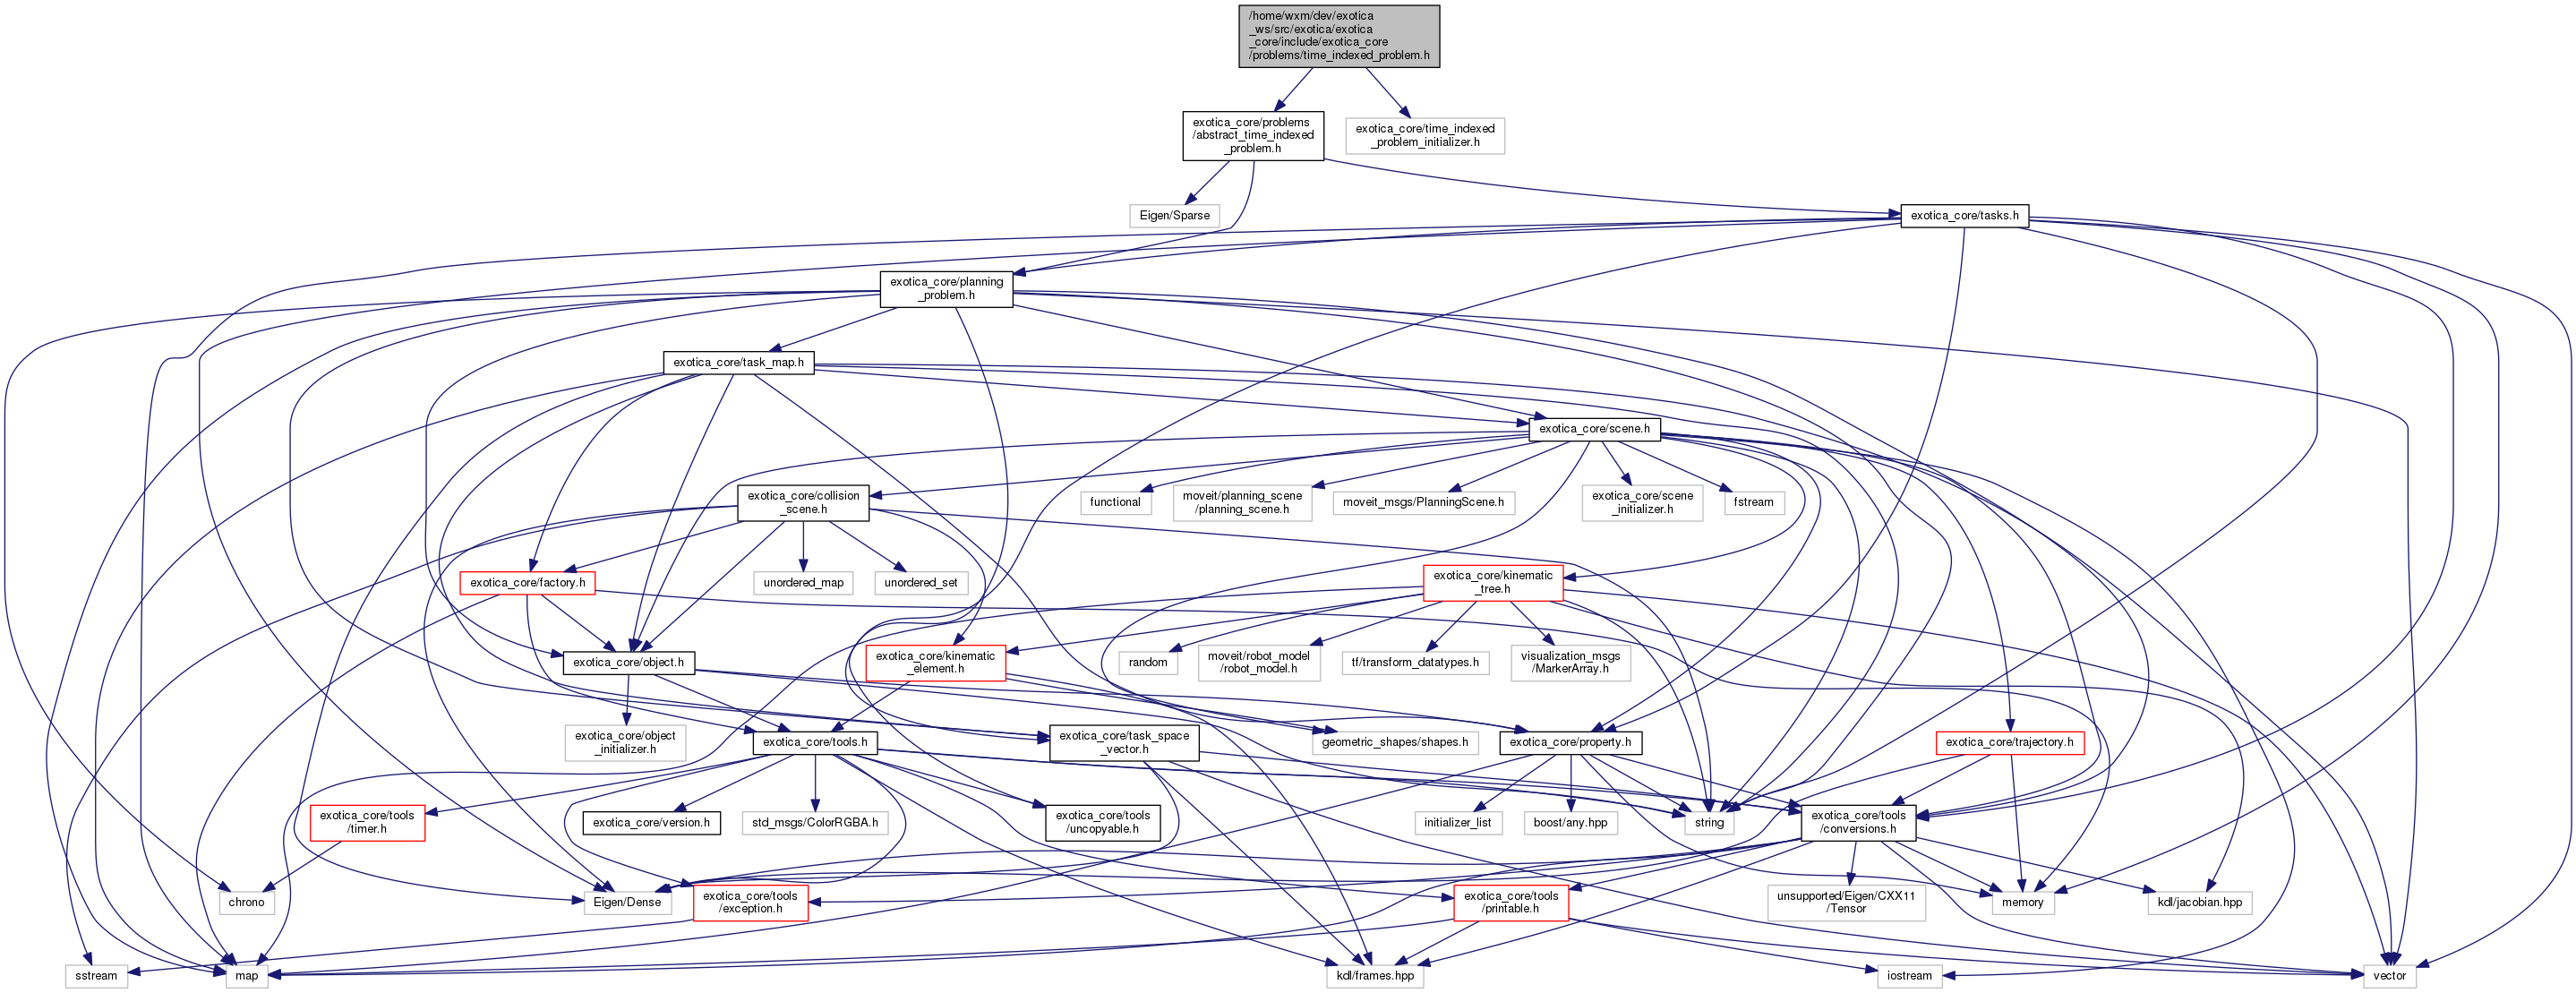 /home/wxm/dev/exotica
_ws/src/exotica/exotica
_core/include/exotica_core
/problems/time_indexed_problem.h
exotica_core/problems
/abstract_time_indexed
_problem.h
exotica_core/time_indexed
_problem_initializer.h
Eigen/Sparse
exotica_core/tasks.h
exotica_core/planning
_problem.h
exotica_core/task_map.h
exotica_core/scene.h
exotica_core/collision
_scene.h
functional
moveit/planning_scene
/planning_scene.h
moveit_msgs/PlanningScene.h
exotica_core/scene
_initializer.h
fstream
exotica_core/factory.h
unordered_map
unordered_set
exotica_core/kinematic
_tree.h
exotica_core/object.h
exotica_core/kinematic
_element.h
random
moveit/robot_model
/robot_model.h
tf/transform_datatypes.h
visualization_msgs
/MarkerArray.h
exotica_core/object
_initializer.h
exotica_core/tools.h
exotica_core/task_space
_vector.h
geometric_shapes/shapes.h
exotica_core/property.h
exotica_core/trajectory.h
exotica_core/tools
/timer.h
exotica_core/version.h
std_msgs/ColorRGBA.h
exotica_core/tools
/uncopyable.h
initializer_list
boost/any.hpp
string
exotica_core/tools
/conversions.h
chrono
Eigen/Dense
exotica_core/tools
/exception.h
exotica_core/tools
/printable.h
unsupported/Eigen/CXX11
/Tensor
memory
kdl/jacobian.hpp
sstream
map
kdl/frames.hpp
iostream
vector